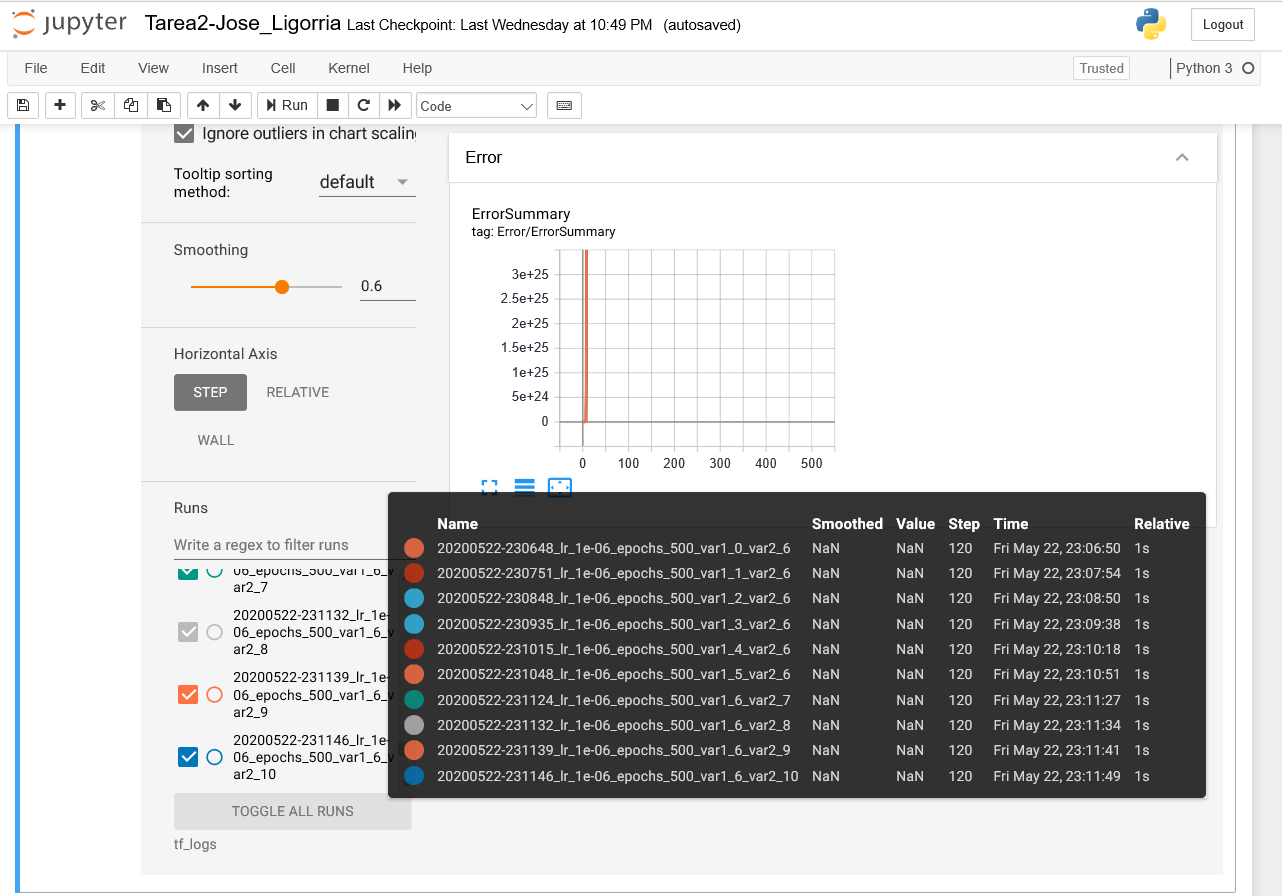 jupyter Tarea2-Jose_Ligorria Last Checkpoint: Last Wednesday at 10:49 PM (autosaved) Logout
File Edit View Insert Cell Kernel Help Trusted Python 3
Run Code
Ignore outliers in chart scaling
Tooltip sorting
method:
default
Smoothing
0.6
Horizontal Axis
STEP RELATIVE
WALL
Runs
Write a regex to filter runs
06_epochs_500_var1_6_v
ar2_7
20200522-231132_lr_1e-
06_epochs_500_var1_6_v
ar2_8
20200522-231139_lr_1e-
06_epochs_500_var1_6_v
ar2_9
20200522-231146_lr_1e-
06_epochs_500_var1_6_v
ar2_10
TOGGLE ALL RUNS
tf_logs
Error
ErrorSummary
tag: Error/ErrorSummary
3e+25
2.5e+25
2e+25
1.5e+25
1e+25
5e+24
0
0 100 200 300 400 500
Name Smoothed Value Step Time Relative
20200522-230648_lr_1e-06_epochs_500_var1_0_var2_6 NaN NaN 120 Fri May 22, 23:06:50 1s
20200522-230751_lr_1e-06_epochs_500_var1_1_var2_6 NaN NaN 120 Fri May 22, 23:07:54 1s
20200522-230848_lr_1e-06_epochs_500_var1_2_var2_6 NaN NaN 120 Fri May 22, 23:08:50 1s
20200522-230935_lr_1e-06_epochs_500_var1_3_var2_6 NaN NaN 120 Fri May 22, 23:09:38 1s
20200522-231015_lr_1e-06_epochs_500_var1_4_var2_6 NaN NaN 120 Fri May 22, 23:10:18 1s
20200522-231048_lr_1e-06_epochs_500_var1_5_var2_6 NaN NaN 120 Fri May 22, 23:10:51 1s
20200522-231124_lr_1e-06_epochs_500_var1_6_var2_7 NaN NaN 120 Fri May 22, 23:11:27 1s
20200522-231132_lr_1e-06_epochs_500_var1_6_var2_8 NaN NaN 120 Fri May 22, 23:11:34 1s
20200522-231139_lr_1e-06_epochs_500_var1_6_var2_9 NaN NaN 120 Fri May 22, 23:11:41 1s
20200522-231146_lr_1e-06_epochs_500_var1_6_var2_10 NaN NaN 120 Fri May 22, 23:11:49 1s